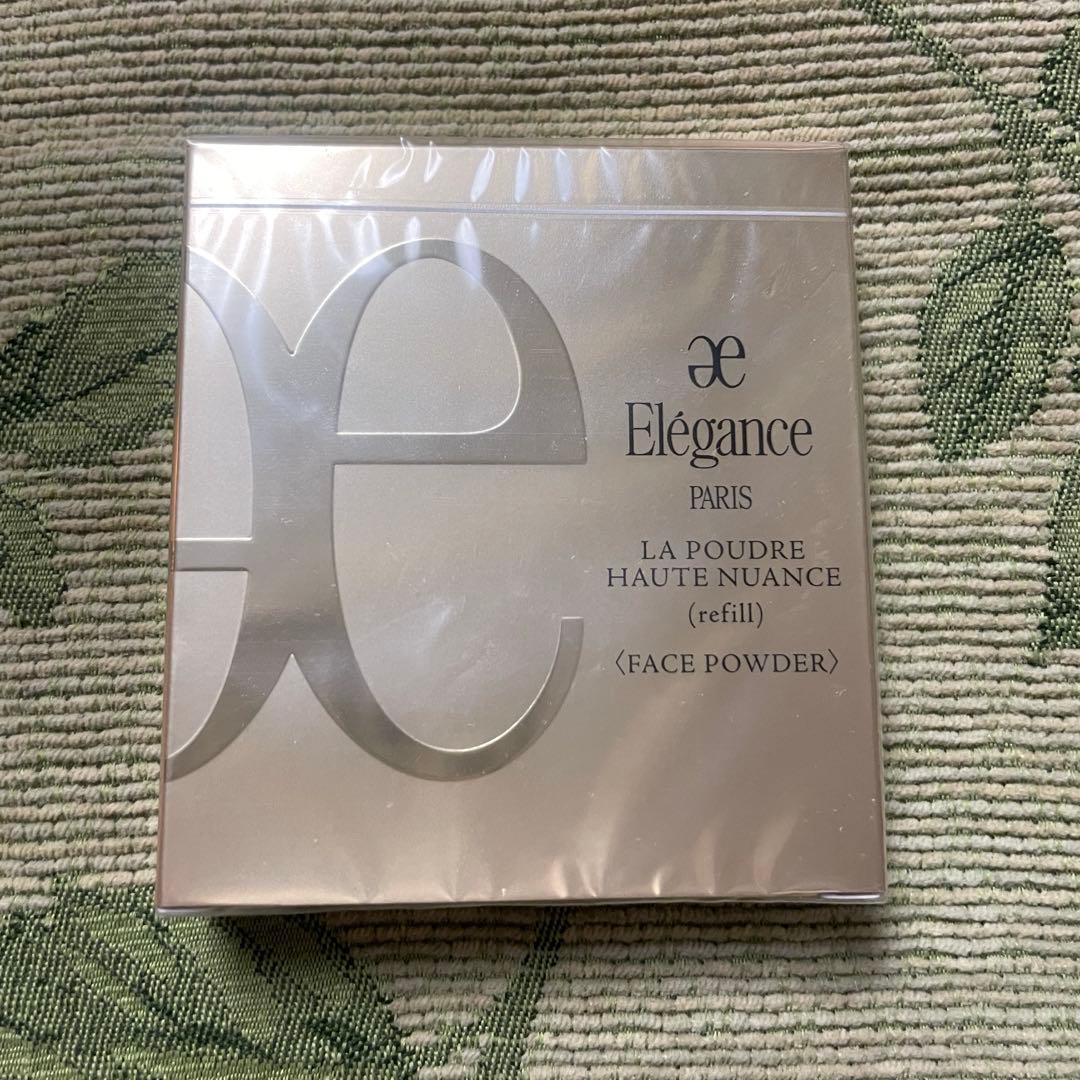 Elégance
PARIS
LA POUDRE
HAUTE NUANCE
(refill)
〈FACE POWDER〉